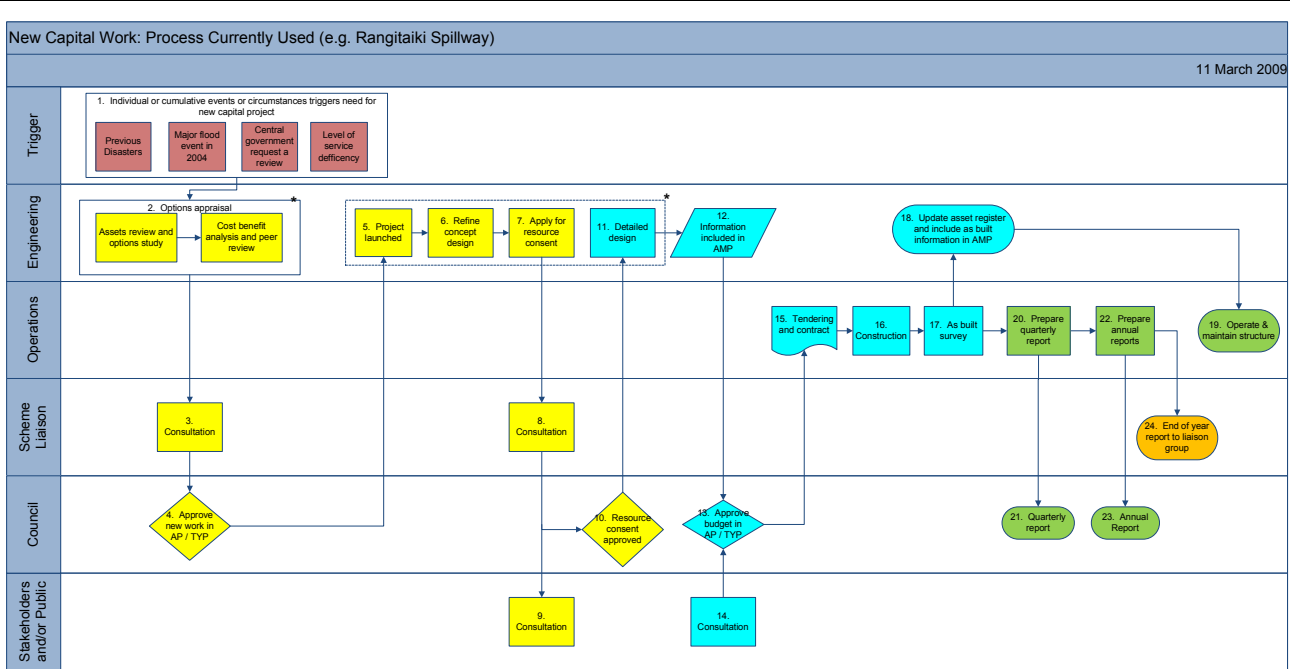 New Capital Work: Process Currently Used (e.g. Rangitaiki Spillway)
11 March 2009
Trigger
1. Individual or cumulative events or circumstances triggers need for
new capital project
Previous
Disasters
Major flood
event in
2004
Central
government
request a
review
Level of
service
defficency
Engineering
2. Options appraisal
*
Assets review and
options study
Cost benefit
analysis and peer
review
*
5. Project
launched
6. Refine
concept
design
7. Apply for
resource
consent
11. Detailed
design
12.
Information
included in
AMP
18. Update asset register
and include as built
information in AMP
Operations
15. Tendering
and contract
16.
Construction
17. As built
survey
20. Prepare
quarterly
report
22. Prepare
annual
reports
19. Operate &
maintain structure
Scheme
Liaison
3.
Consultation
8.
Consultation
24. End of year
report to liaison
group
Council
4. Approve
new work in
AP / TYP
10. Resource
consent
approved
13. Approve
budget in
AP / TYP
21. Quarterly
report
23. Annual
Report
Stakeholders
and/or Public
9.
Consultation
14.
Consultation